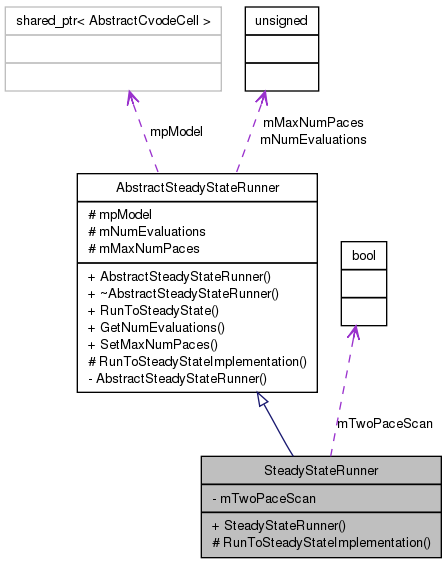 shared_ptr< AbstractCvodeCell >
unsigned
mpModel
mMaxNumPaces
mNumEvaluations
AbstractSteadyStateRunner
# mpModel
# mNumEvaluations
# mMaxNumPaces
+ AbstractSteadyStateRunner()
+ ~AbstractSteadyStateRunner()
+ RunToSteadyState()
+ GetNumEvaluations()
+ SetMaxNumPaces()
# RunToSteadyStateImplementation()
- AbstractSteadyStateRunner()
bool
mTwoPaceScan
SteadyStateRunner
- mTwoPaceScan
+ SteadyStateRunner()
# RunToSteadyStateImplementation()